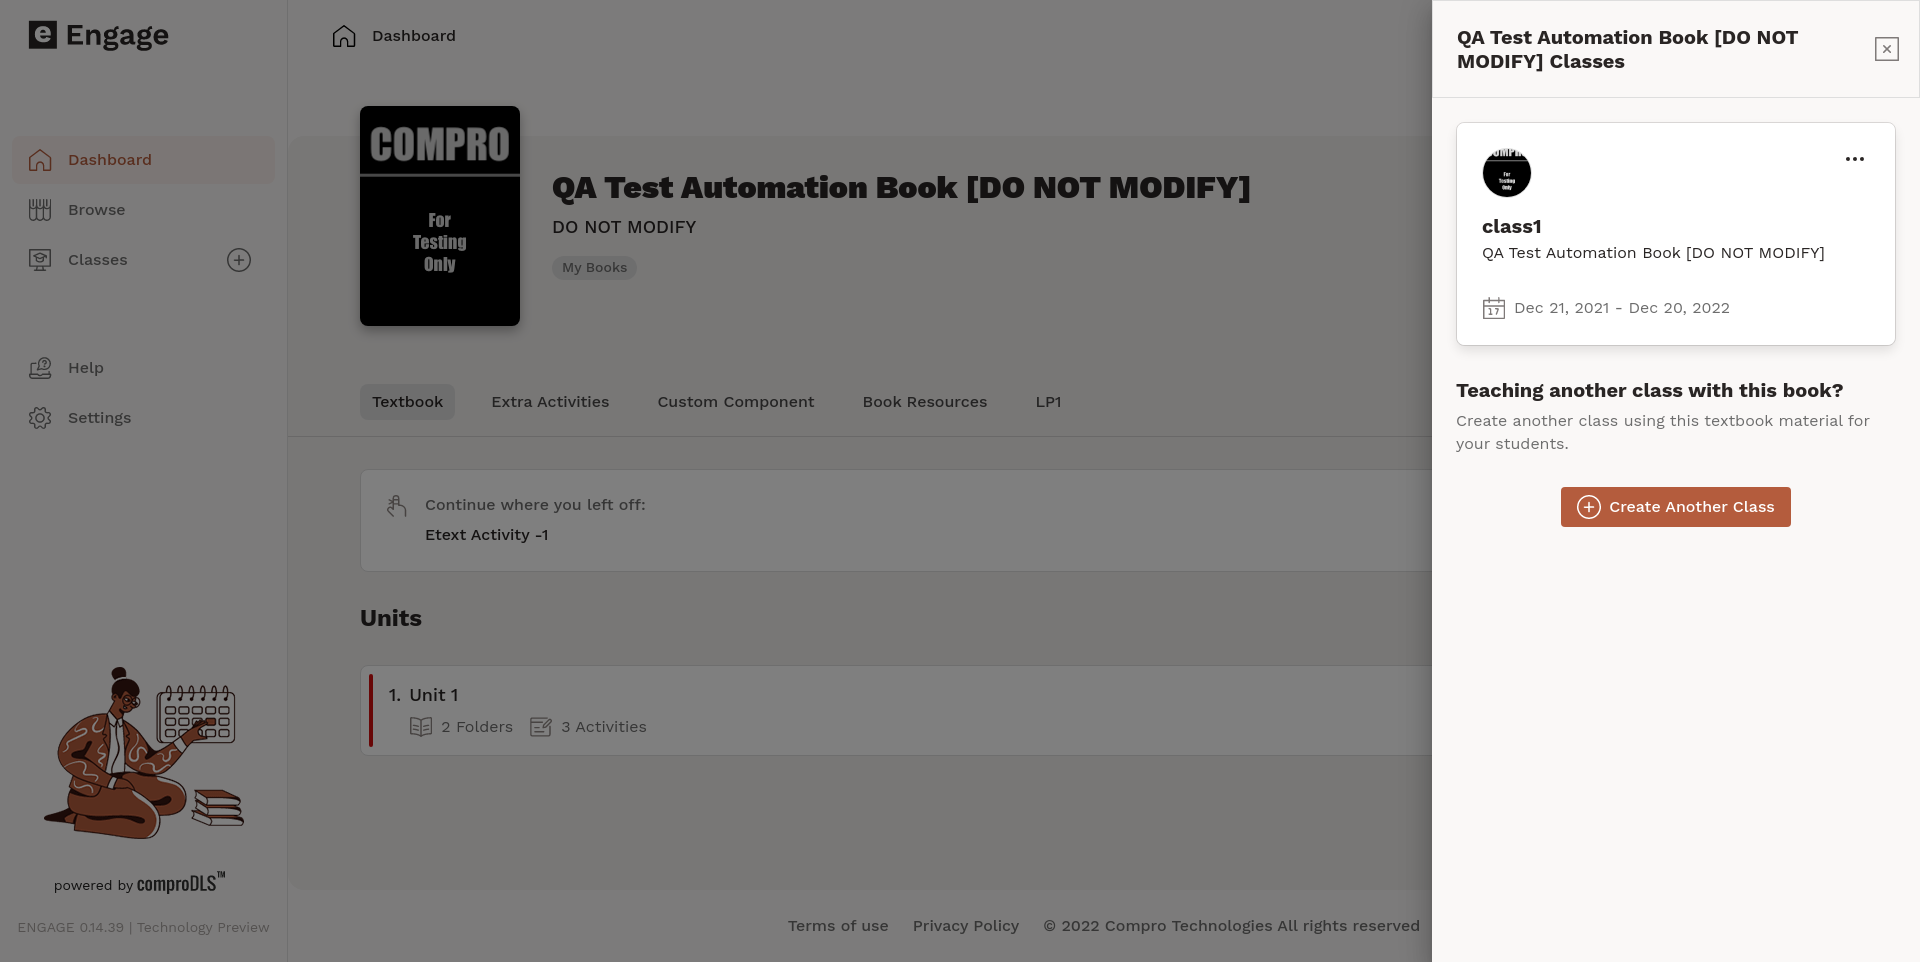 e Engage
Dashboard
Browse
Classes
Help
Settings
powered by comproDLS™
ENGAGE 0.14.39 | Technology Preview
Dashboard
COMPRO
For
Testing
Only
QA Test Automation Book [DO NOT MODIFY]
DO NOT MODIFY
My Books
Textbook Extra Activities Custom Component Book Resources LP1
Continue where you left off:
Etext Activity -1
Units
1. Unit 1
2 Folders 3 Activities
Terms of use Privacy Policy © 2022 Compro Technologies All rights reserved
QA Test Automation Book [DO NOT
MODIFY] Classes
For
Testing
Only
class1
QA Test Automation Book [DO NOT MODIFY]
17 Dec 21, 2021 - Dec 20, 2022
Teaching another class with this book?
Create another class using this textbook material for
your students.
Create Another Class